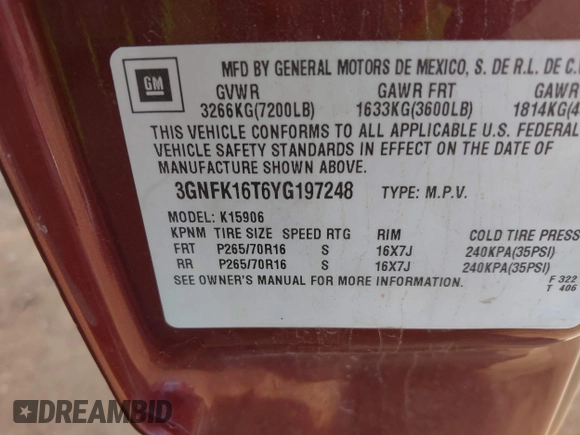 GM
MFD BY GENERAL MOTORS DE MEXICO, S. DE R.L. DE C.
GVWR GAWR FRT GAWR
3266KG(7200LB) 1633KG(3600LB) 1814KG(4
THIS VEHICLE CONFORMS TO ALL APPLICABLE U.S. FEDERAL
VEHICLE SAFETY STANDARDS IN EFFECT ON THE DATE OF
MANUFACTURE SHOWN ABOVE.
3GNFK16T6YG197248 TYPE: M.P.V.
MODEL: K15906
KPNM TIRE SIZE SPEED RTG RIM COLD TIRE PRES
FRT P265/70R16 S 16X7J 240KPA(35PSI)
RR P265/70R16 S 16X7J 240KPA(35PSI)
SEE OWNER'S MANUAL FOR MORE INFORMATION.
F 322
T 406
DREAMBID